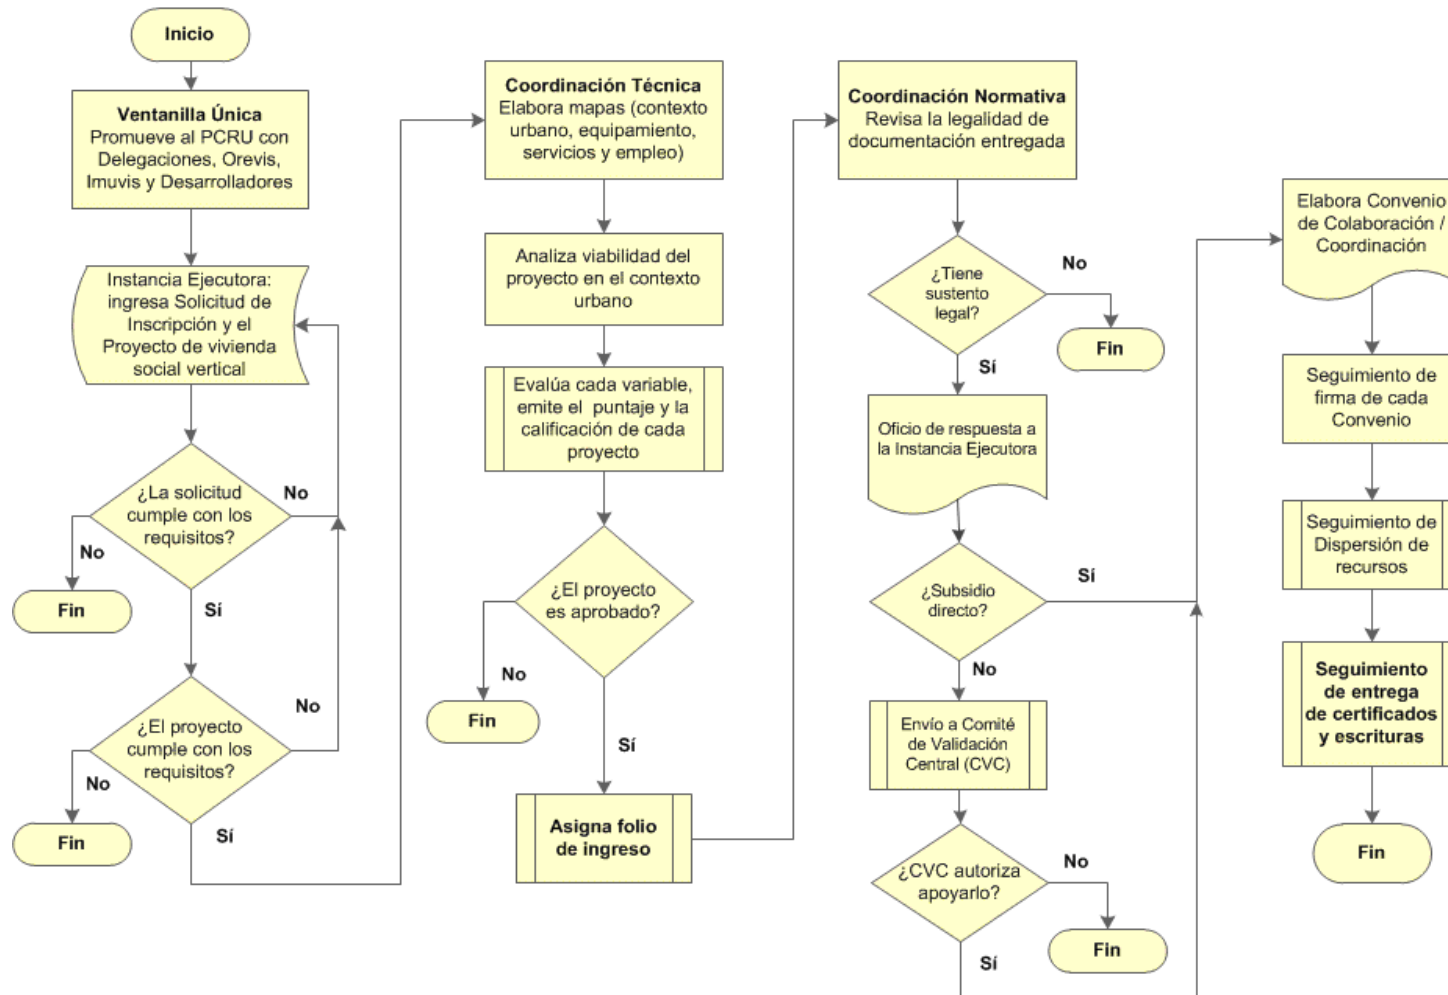 Inicio
Ventanilla Única
Promueve al PCRU con
Delegaciones, Orevis,
Imuvis y Desarrolladores
Instancia Ejecutora:
ingresa Solicitud de
Inscripción y el
Proyecto de vivienda
social vertical
¿La solicitud
cumple con los
requisitos?
No
No
Fin
Sí
¿El proyecto
cumple con los
requisitos?
No
No
Fin
Sí
Coordinación Técnica
Elabora mapas (contexto
urbano, equipamiento,
servicios y empleo)
Analiza viabilidad del
proyecto en el contexto
urbano
Evalúa cada variable,
emite el puntaje y la
calificación de cada
proyecto
¿El proyecto
es aprobado?
No
Fin
Sí
Asigna folio
de ingreso
Coordinación Normativa
Revisa la legalidad de
documentación entregada
¿Tiene
sustento
legal?
No
Fin
Sí
Oficio de respuesta a
la Instancia Ejecutora
¿Subsidio
directo?
Sí
No
Envío a Comité
de Validación
Central (CVC)
¿CVC autoriza
apoyarlo?
No
Fin
Sí
Elabora Convenio
de Colaboración /
Coordinación
Seguimiento de
firma de cada
Convenio
Seguimiento de
Dispersión de
recursos
Seguimiento
de entrega
de certificados
y escrituras
Fin